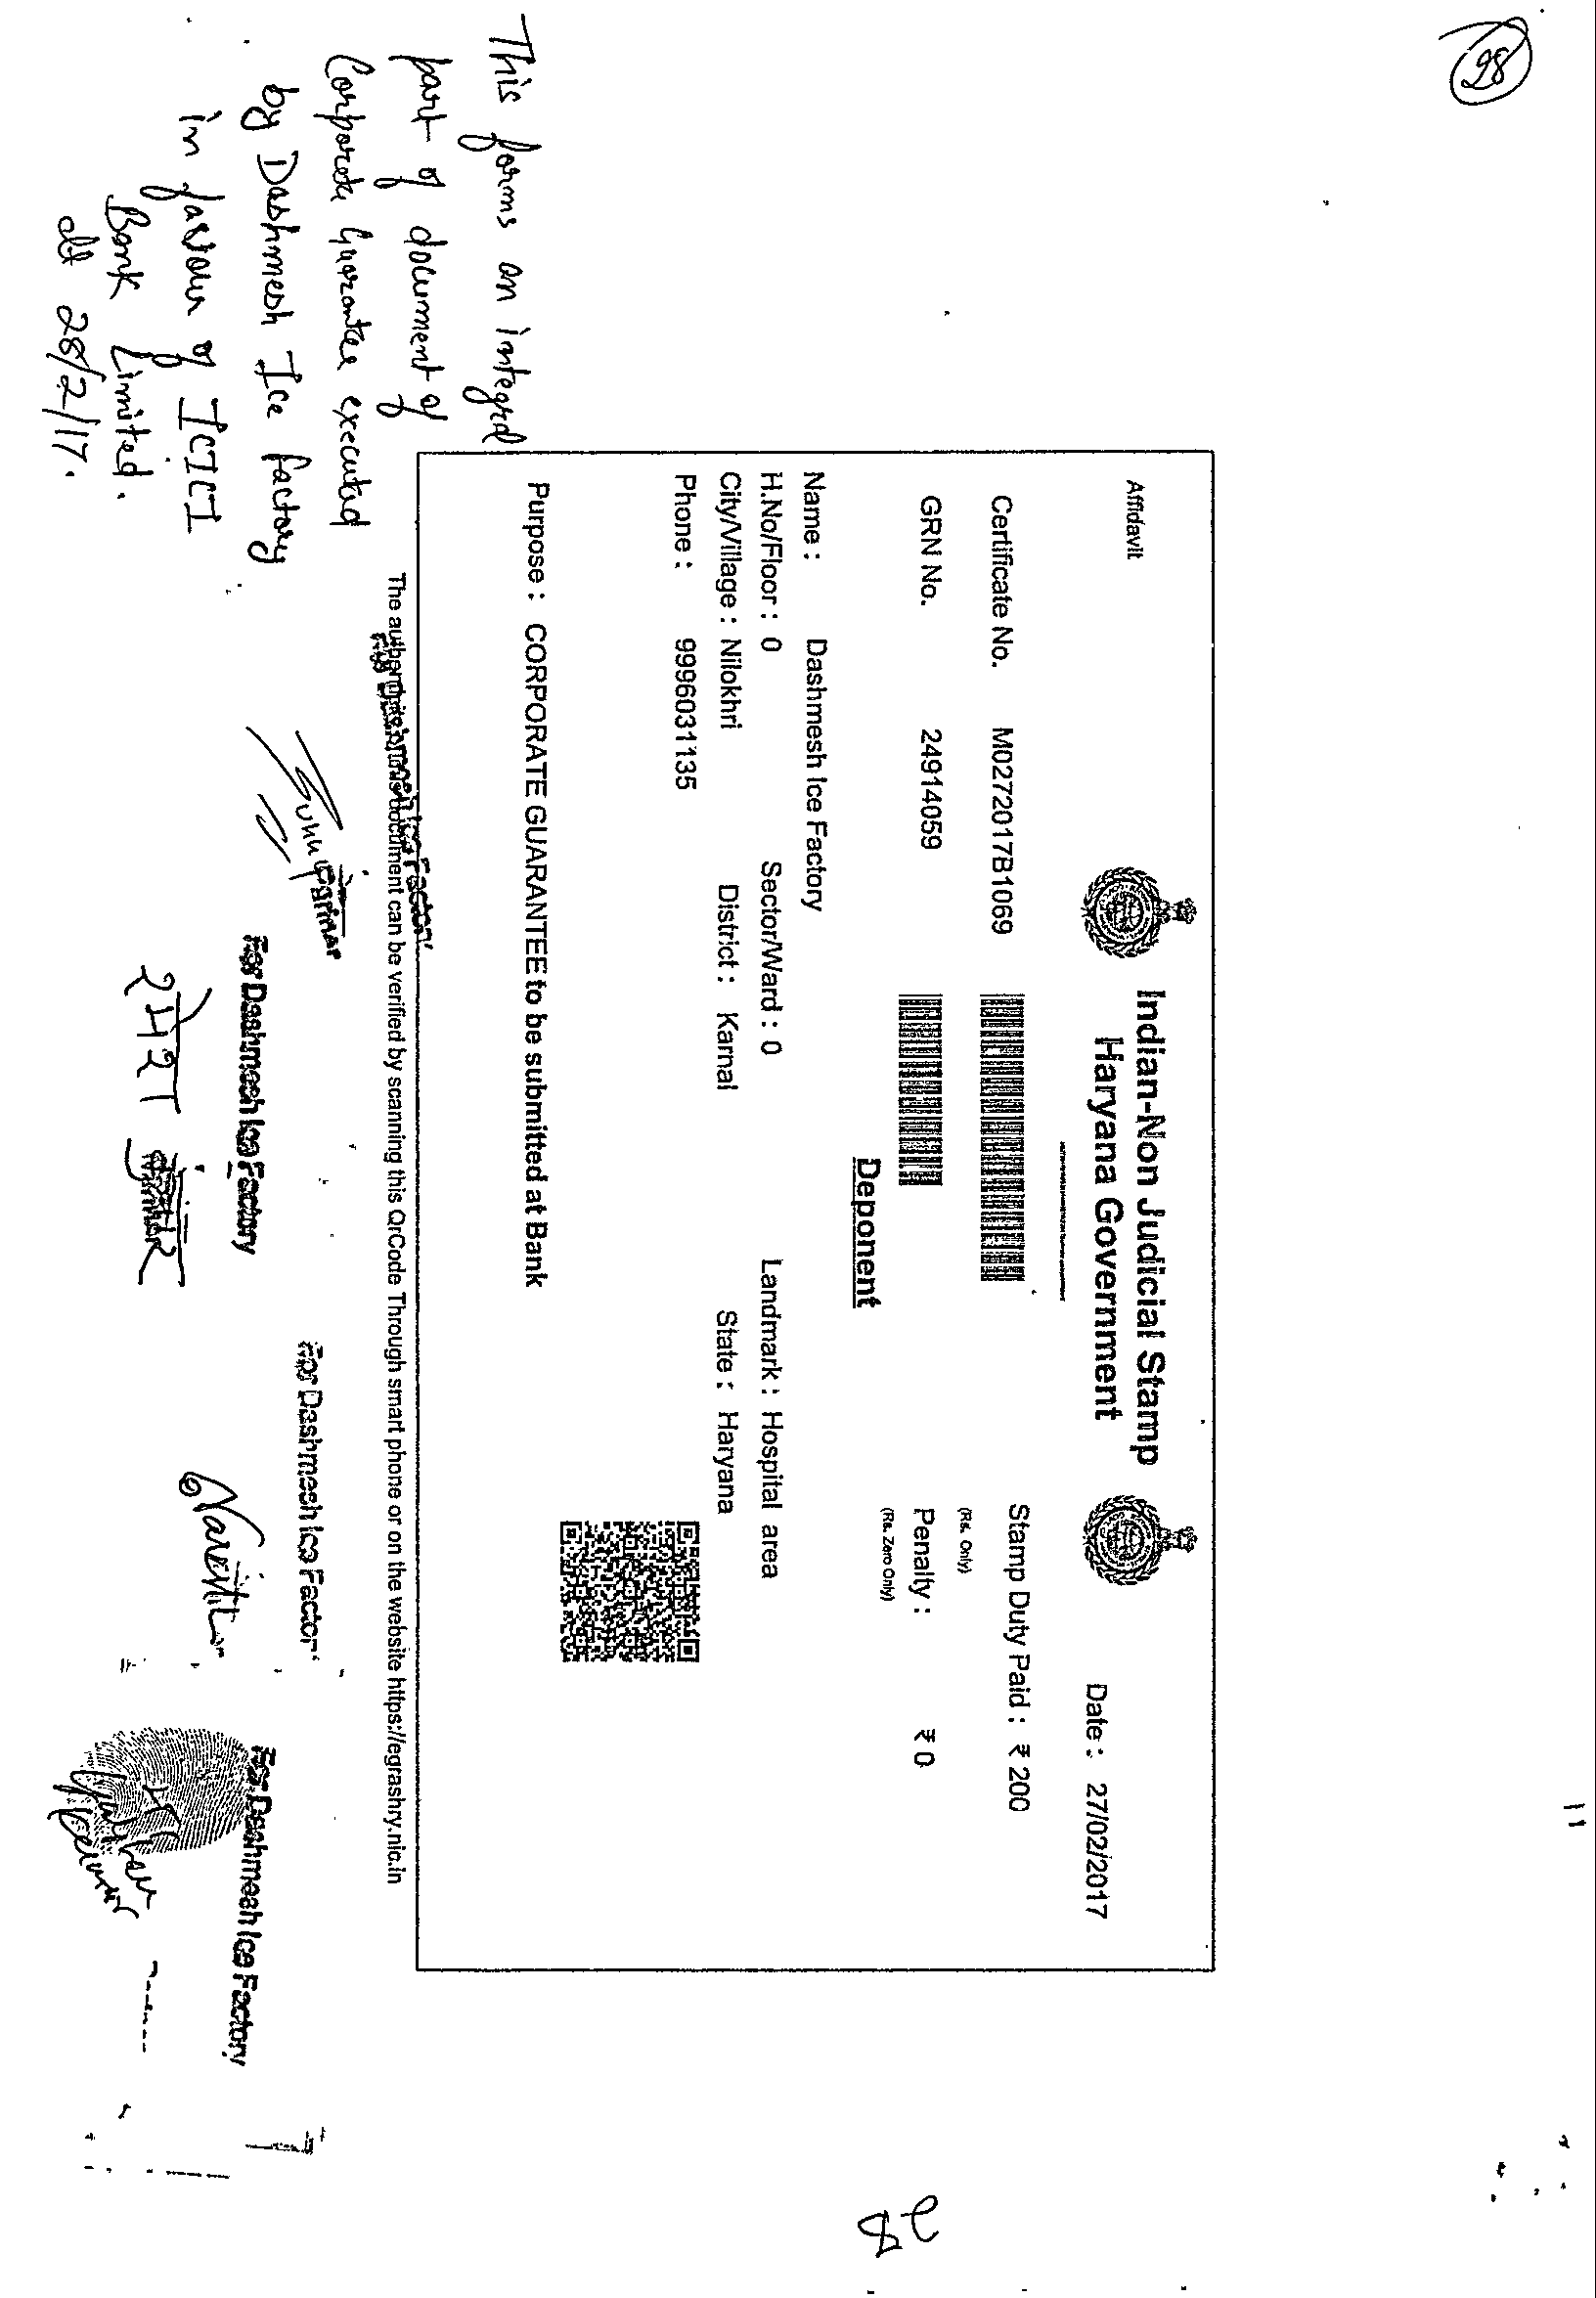 98
Affidavit
Indian-Non Judicial Stamp
Haryana Government
Date : 27/02/2017
Certificate No. M0272017B1069
Stamp Duty Paid : ₹ 200
(Rs. Only)
GRN No. 24914059
Penalty : ₹ 0
(Rs. Zero Only)
Deponent
Name : Dashmesh Ice Factory
H.No/Floor : 0 Sector/Ward : 0 Landmark : Hospital area
City/Village : Nilokhri District : Karnal State : Haryana
Phone : 9996031135
Purpose : CORPORATE GUARANTEE to be submitted at Bank
The authenticity of this document can be verified by scanning this QrCode Through smart phone or on the website https://egrashry.nic.in
This forms an integral
part of document of
Corporate Guarantee executed
by Dashmesh Ice factory
in favour of ICICI
Bank Limited.
dt 28/2/17.
For Dashmesh Ice Factory
Partner
For Dashmesh Ice Factory
Partner
For Dashmesh Ice Factor
For Dashmesh Ice Factory